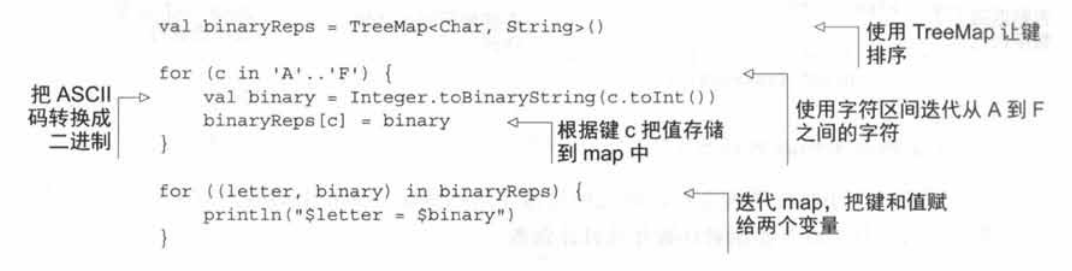 val binaryReps = TreeMap<Char, String>()
使用 TreeMap 让键
排序
for (c in 'A'..'F') {
把 ASCII
码转换成
二进制
val binary = Integer.toBinaryString(c.toInt())
使用字符区间迭代从 A 到 F
之间的字符
binaryReps[c] = binary
根据键 c 把值存储
到 map 中
}
for ((letter, binary) in binaryReps) {
迭代 map，把键和值赋
给两个变量
println("$letter = $binary")
}